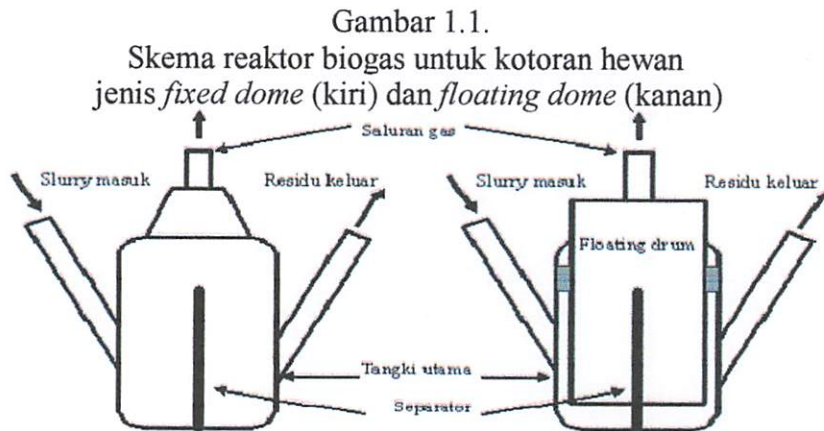 Gambar 1.1.
Skema reaktor biogas untuk kotoran hewan
jenis fixed dome (kiri) dan floating dome (kanan)
Saluran gas
Slurry masuk
Residu keluar
Slurry masuk
Residu keluar
Floating drum
Tangki utama
Separator